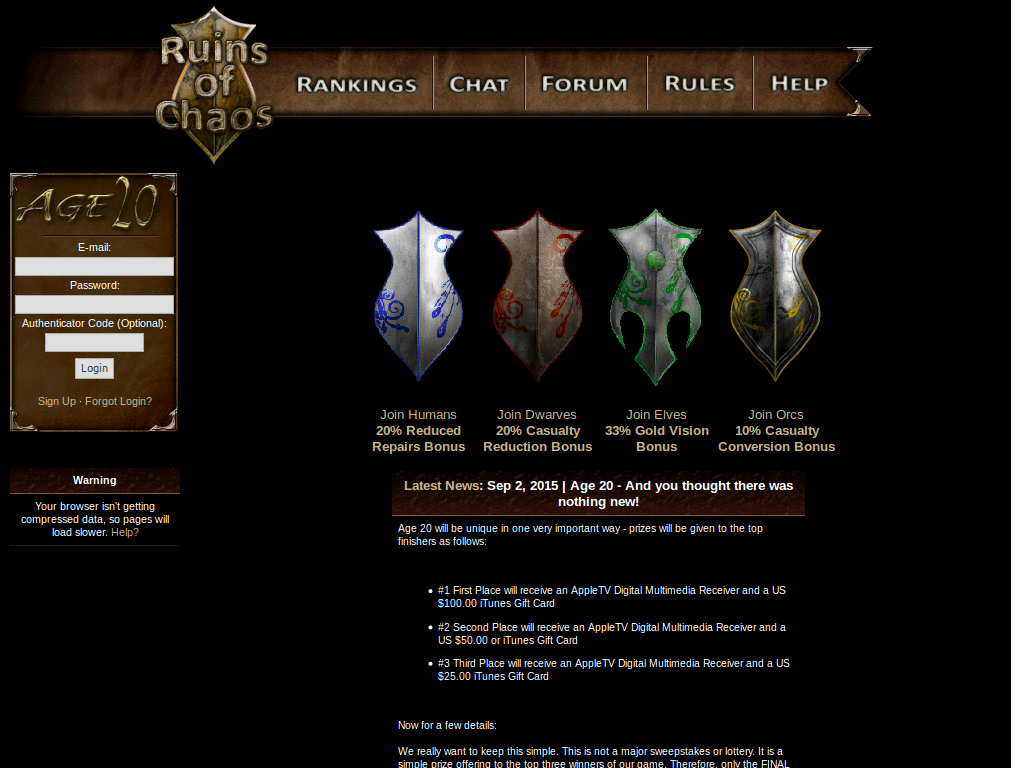 Ruins
of
Chaos
Rankings
Chat
Forum
Rules
Help
Age 20
E-mail:
Password:
Authenticator Code (Optional):
Login
Sign Up · Forgot Login?
Warning
Your browser isn't getting
compressed data, so pages will
load slower. Help?
Join Humans
20% Reduced
Repairs Bonus
Join Dwarves
20% Casualty
Reduction Bonus
Join Elves
33% Gold Vision
Bonus
Join Orcs
10% Casualty
Conversion Bonus
Latest News: Sep 2, 2015 | Age 20 - And you thought there was
nothing new!
Age 20 will be unique in one very important way - prizes will be given to the top
finishers as follows:
• #1 First Place will receive an AppleTV Digital Multimedia Receiver and a US
$100.00 iTunes Gift Card
• #2 Second Place will receive an AppleTV Digital Multimedia Receiver and a
US $50.00 or iTunes Gift Card
• #3 Third Place will receive an AppleTV Digital Multimedia Receiver and a US
$25.00 iTunes Gift Card
Now for a few details:
We really want to keep this simple. This is not a major sweepstakes or lottery. It is a
simple prize offering to the top three winners of our game. Therefore, only the FINAL